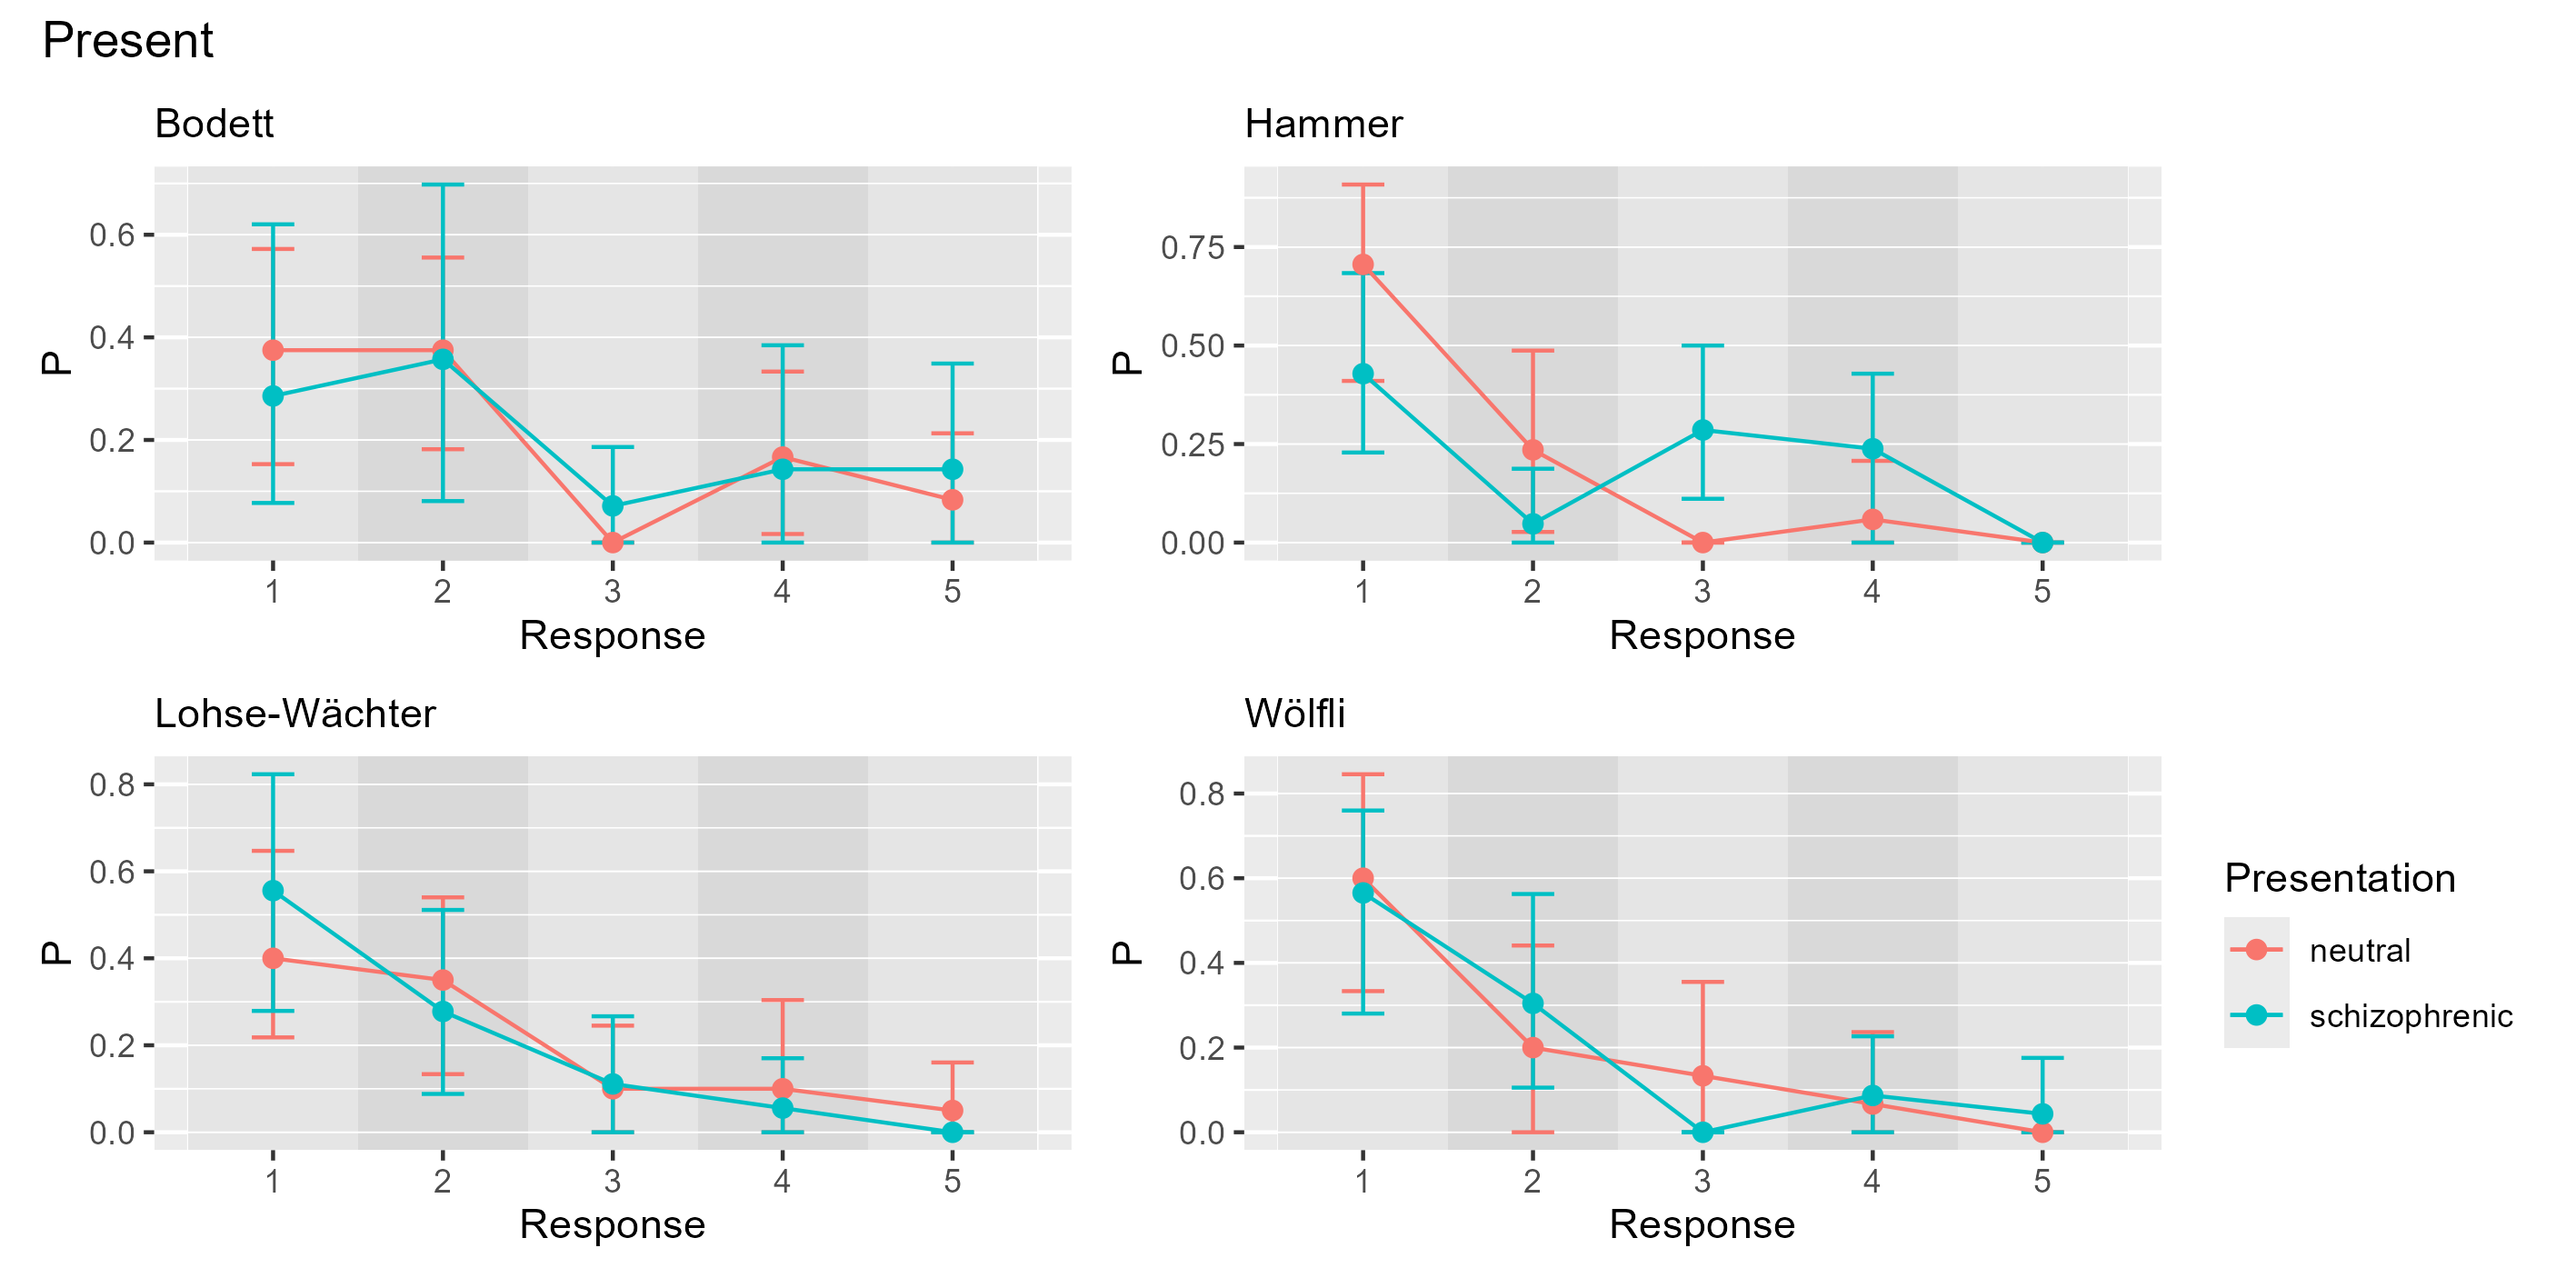 Present
Bodett
P
0.6
0.4
0.2
0.0
1 2 3 4 5
Response
Hammer
P
0.75
0.50
0.25
0.00
1 2 3 4 5
Response
Lohse-Wächter
P
0.8
0.6
0.4
0.2
0.0
1 2 3 4 5
Response
Wölfli
P
0.8
0.6
0.4
0.2
0.0
1 2 3 4 5
Response
Presentation
neutral
schizophrenic